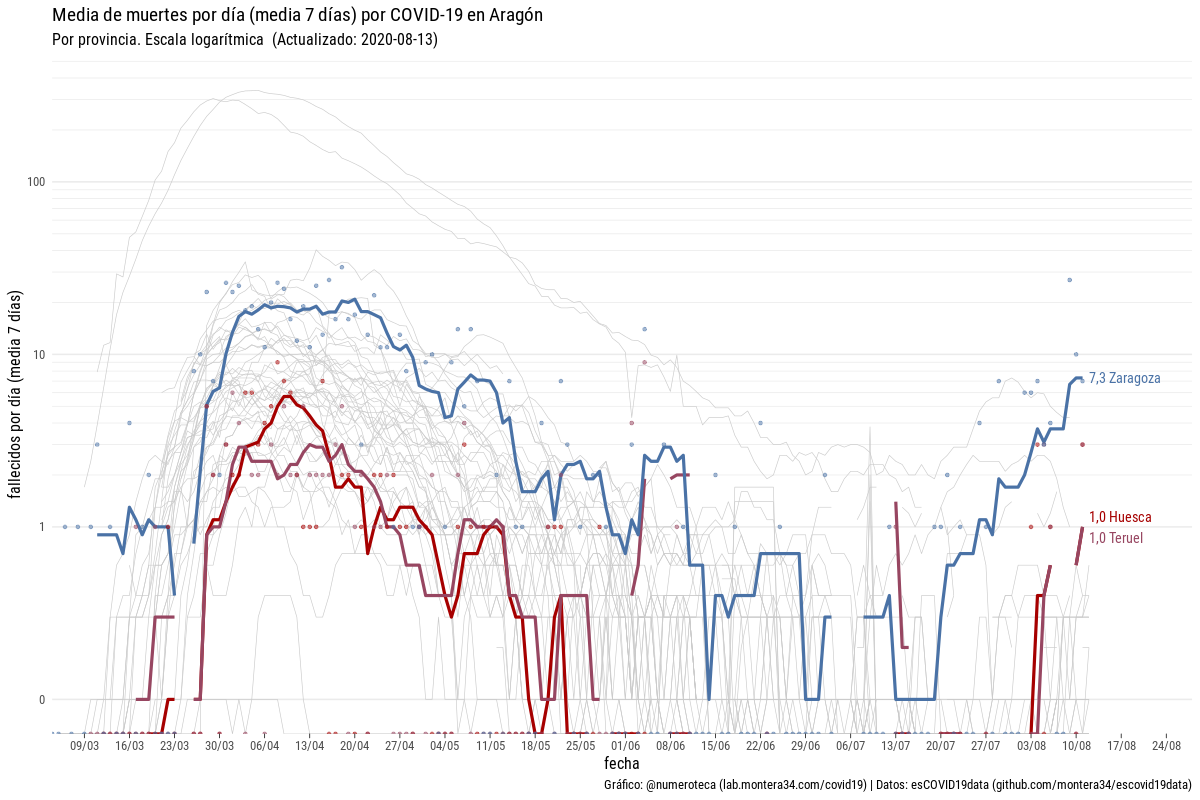 Media de muertes por día (media 7 días) por COVID-19 en Aragón
Por provincia. Escala logarítmica (Actualizado: 2020-08-13)
fallecidos por día (media 7 días)
100
10
1
0
7,3 Zaragoza
1,0 Huesca
1,0 Teruel
09/03 16/03 23/03 30/03 06/04 13/04 20/04 27/04 04/05 11/05 18/05 25/05 01/06 08/06 15/06 22/06 29/06 06/07 13/07 20/07 27/07 03/08 10/08 17/08 24/08
fecha
Gráfico: @numeroteca (lab.montera34.com/covid19) | Datos: esCOVID19data (github.com/montera34/escovid19data)